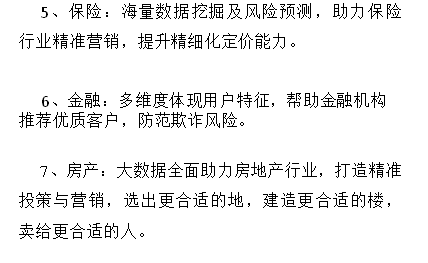 5、保险：海量数据挖掘及风险预测，助力保险
行业精准营销，提升精细化定价能力。
6、金融：多维度体现用户特征，帮助金融机构
推荐优质客户，防范欺诈风险。
7、房产：大数据全面助力房地产行业，打造精准
投策与营销，选出更合适的地，建造更合适的楼，
卖给更合适的人。